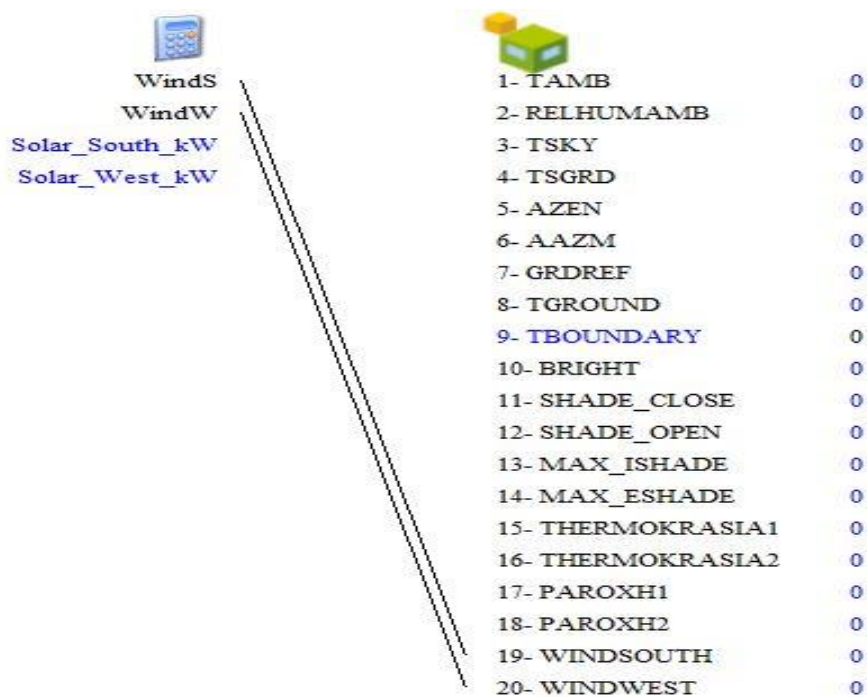 WindS
WindW
Solar_South_kW
Solar_West_kW
1- TAMB 0
2- RELHUMAMB 0
3- TSKY 0
4- TSGRD 0
5- AZEN 0
6- AAZM 0
7- GRDREF 0
8- TGROUND 0
9- TBOUNDARY 0
10- BRIGHT 0
11- SHADE_CLOSE 0
12- SHADE_OPEN 0
13- MAX_ISHADE 0
14- MAX_ESHADE 0
15- THERMOKRASIA1 0
16- THERMOKRASIA2 0
17- PAROXH1 0
18- PAROXH2 0
19- WINDSOUTH 0
20- WINDWEST 0